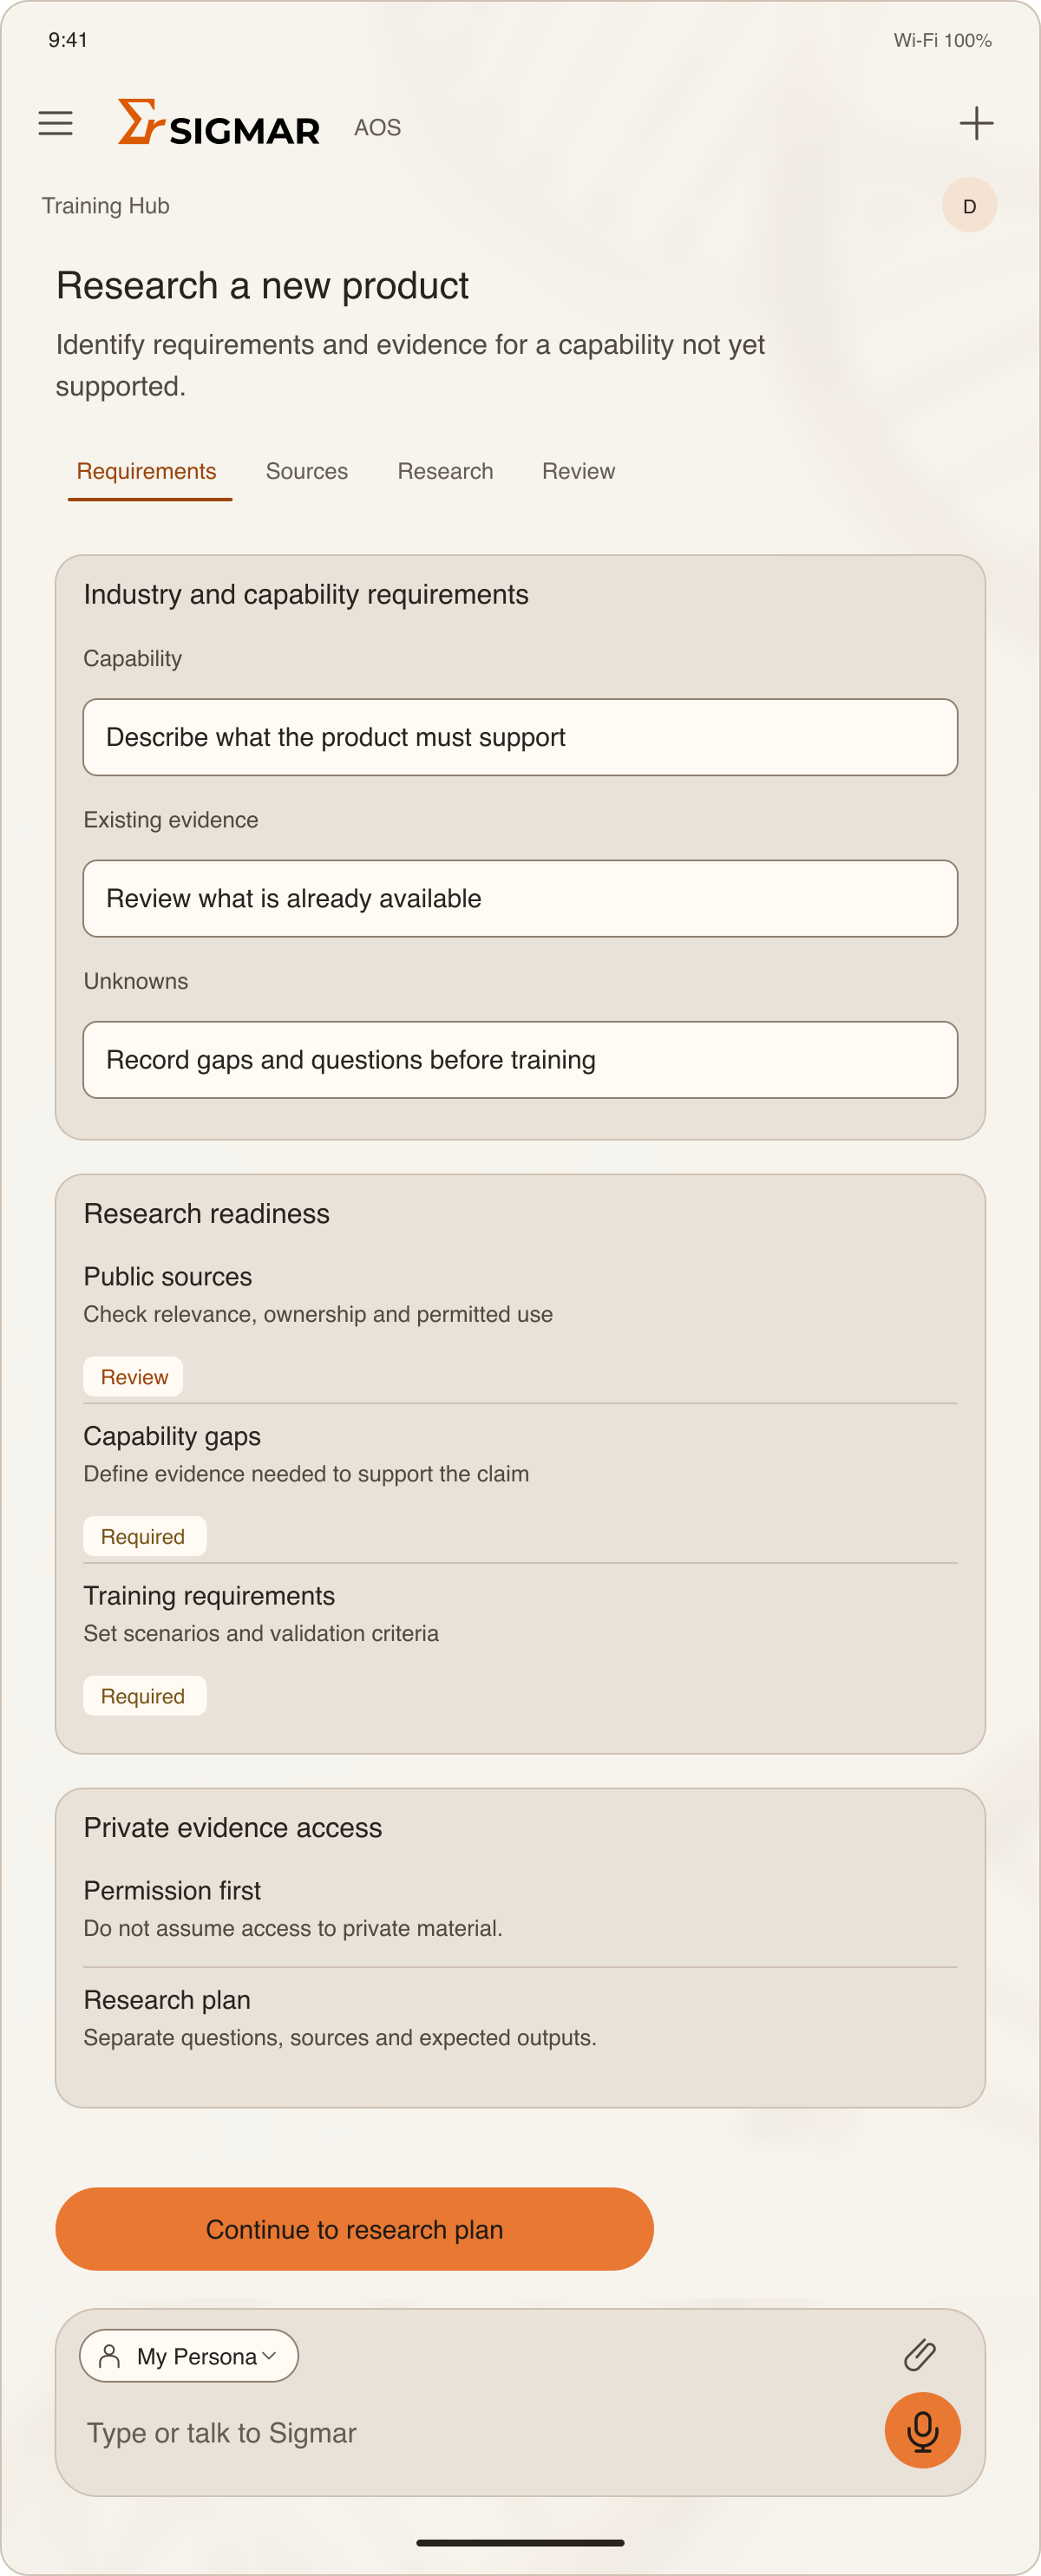 9:41
Wi-Fi 100%
Σr SIGMAR AOS
Training Hub
D
Research a new product
Identify requirements and evidence for a capability not yet
supported.
Requirements Sources Research Review
Industry and capability requirements
Capability
Describe what the product must support
Existing evidence
Review what is already available
Unknowns
Record gaps and questions before training
Research readiness
Public sources
Check relevance, ownership and permitted use
Review
Capability gaps
Define evidence needed to support the claim
Required
Training requirements
Set scenarios and validation criteria
Required
Private evidence access
Permission first
Do not assume access to private material.
Research plan
Separate questions, sources and expected outputs.
Continue to research plan
My Persona
Type or talk to Sigmar